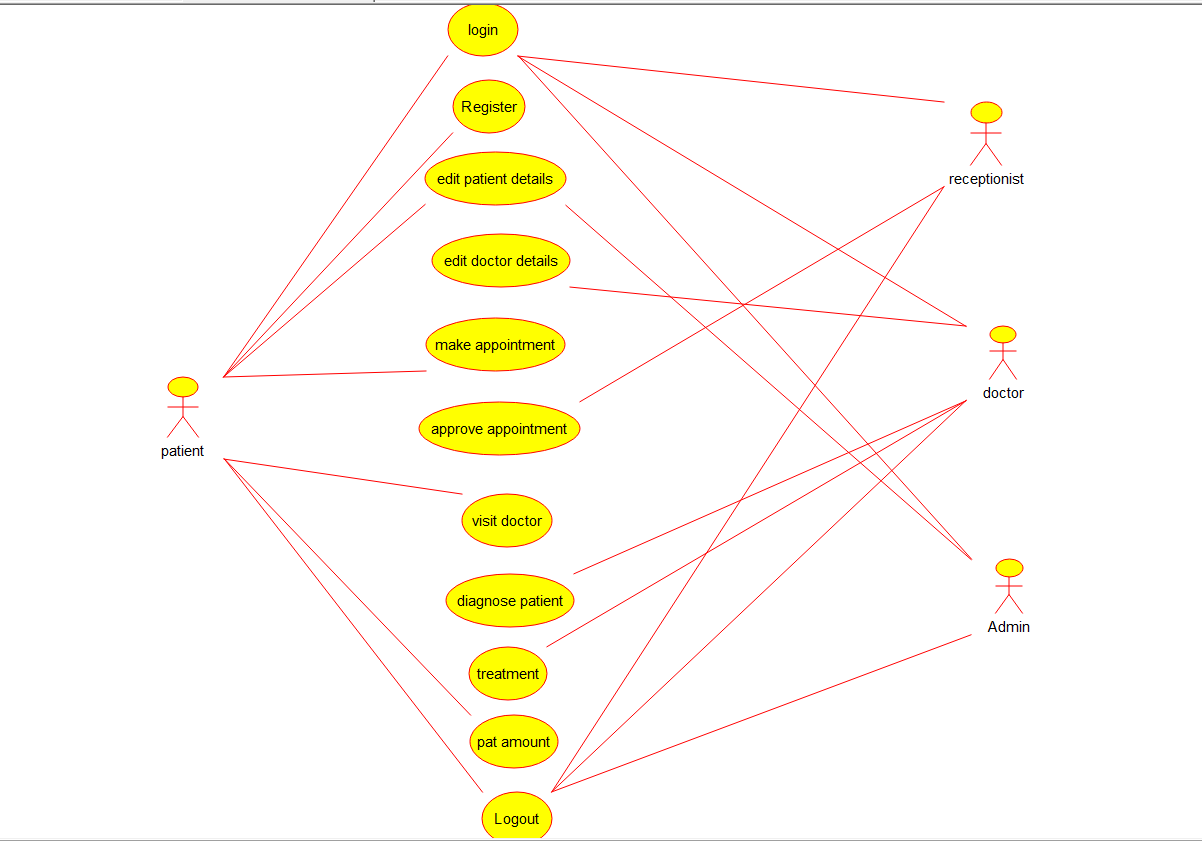 login
Register
edit patient details
edit doctor details
make appointment
approve appointment
visit doctor
diagnose patient
treatment
pat amount
Logout
patient
receptionist
doctor
Admin